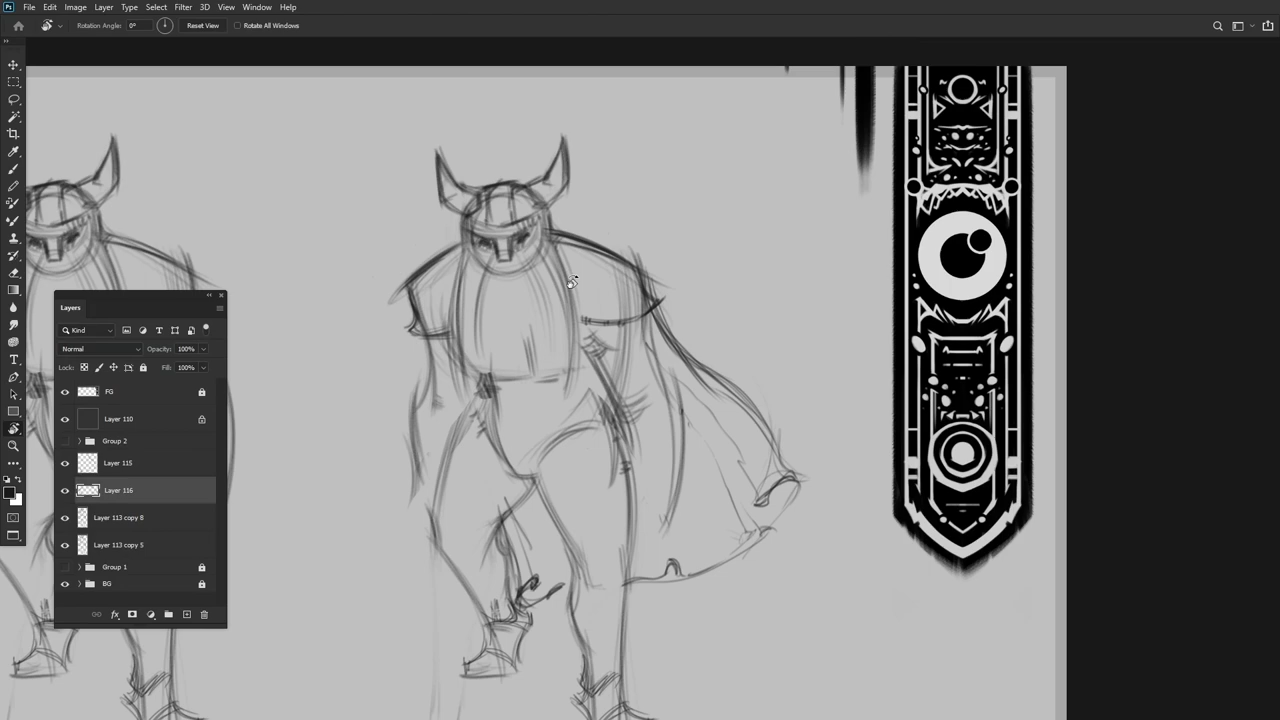 Ps File Edit Image Layer Type Select Filter 3D View Window Help
Rotation Angle: 0° Reset View Rotate All Windows
Layers
Kind
Normal Opacity: 100%
Lock: Fill: 100%
FG
Layer 110
Group 2
Layer 115
Layer 116
Layer 113 copy 8
Layer 113 copy 5
Group 1
BG
fx